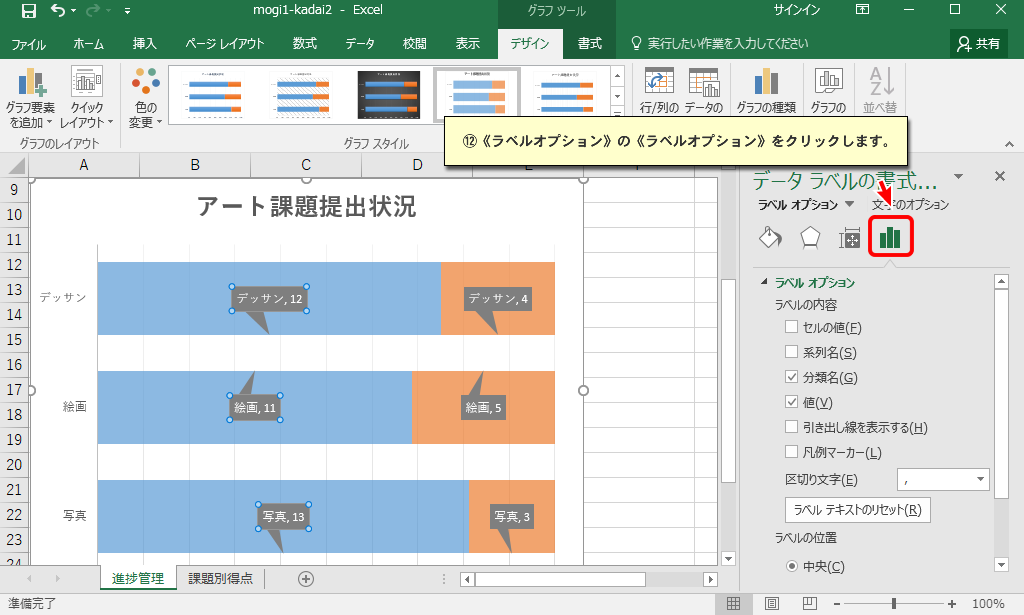 mogi1-kadai2 - Excel
グラフ ツール
サインイン
ファイル ホーム 挿入 ページ レイアウト 数式 データ 校閲 表示 デザイン 書式 実行したい作業を入力してください 共有
グラフ要素を追加
クイックレイアウト
色の変更
行/列の データの グラフの種類 グラフの 並べ替
グラフのレイアウト
グラフ スタイル
⑫《ラベルオプション》の《ラベルオプション》をクリックします。
A B C D
9
10
11
12
13
14
15
16
17
18
19
20
21
22
23
24
アート課題提出状況
デッサン
デッサン, 12
デッサン, 4
絵画
絵画, 11
絵画, 5
写真
写真, 13
写真, 3
データ ラベルの書式...
ラベル オプション
文字のオプション
ラベル オプション
ラベルの内容
セルの値(F)
系列名(S)
分類名(G)
値(V)
引き出し線を表示する(H)
凡例マーカー(L)
区切り文字(E)
,
ラベル テキストのリセット(R)
ラベルの位置
中央(C)
進捗管理 課題別得点
準備完了
100%